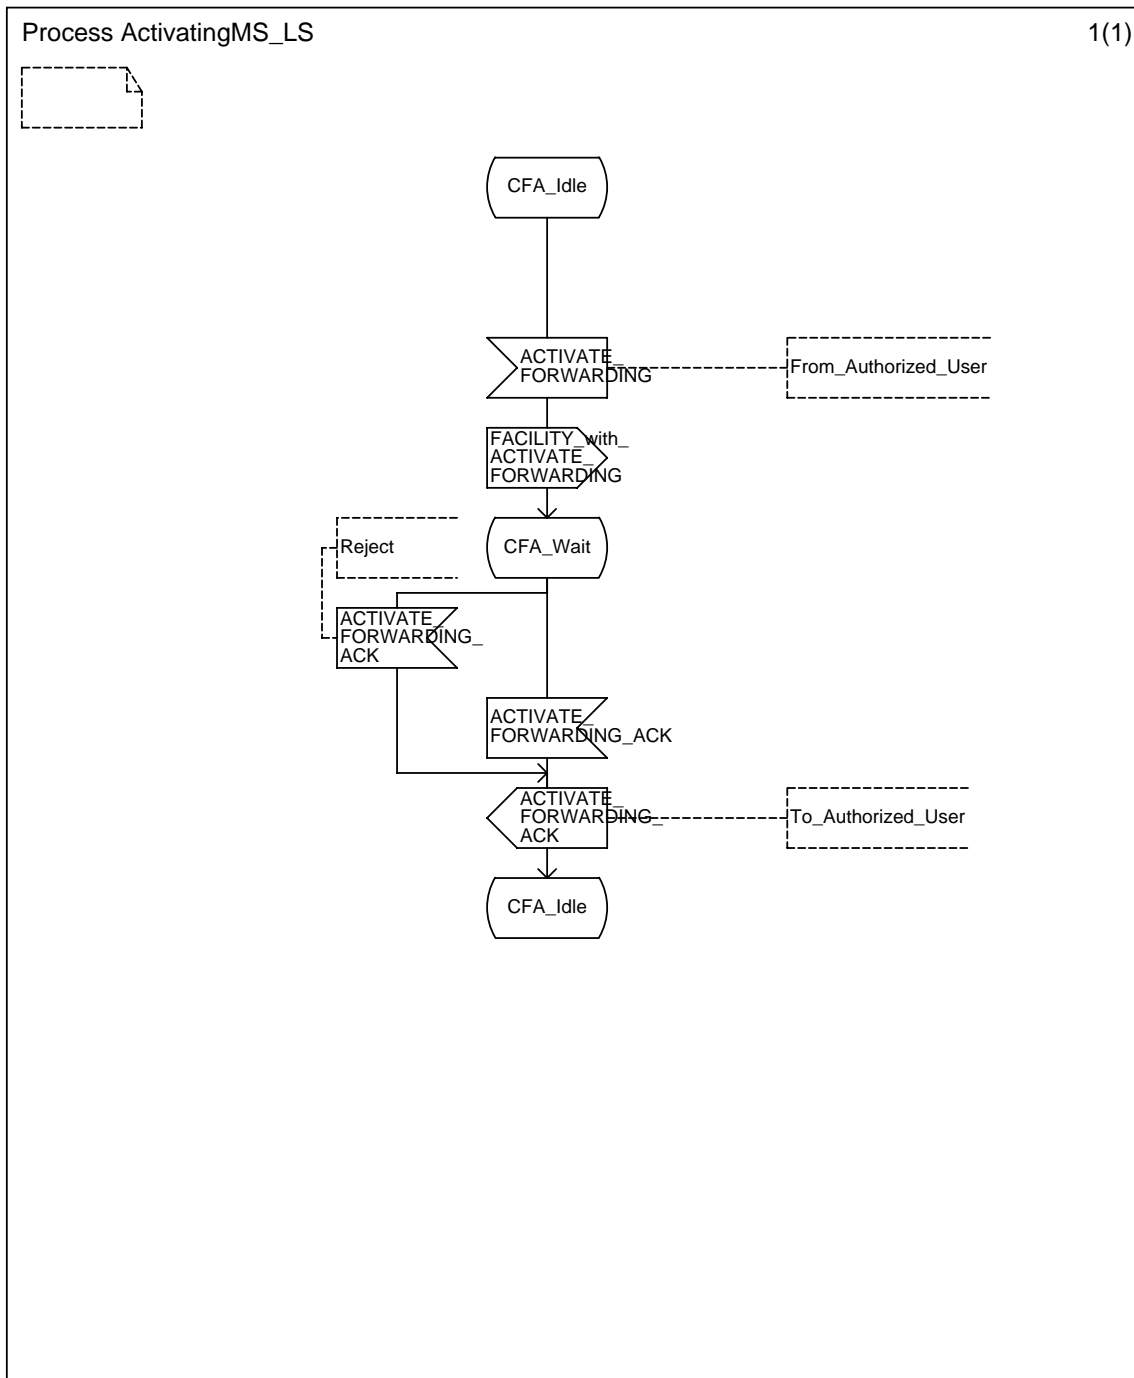 Process ActivatingMS_LS
1(1)
CFA_Idle
ACTIVATE_
FORWARDING
From_Authorized_User
FACILITY_with_
ACTIVATE_
FORWARDING
Reject
CFA_Wait
ACTIVATE_
FORWARDING_
ACK
ACTIVATE_
FORWARDING_ACK
ACTIVATE_
FORWARDING_
ACK
To_Authorized_User
CFA_Idle